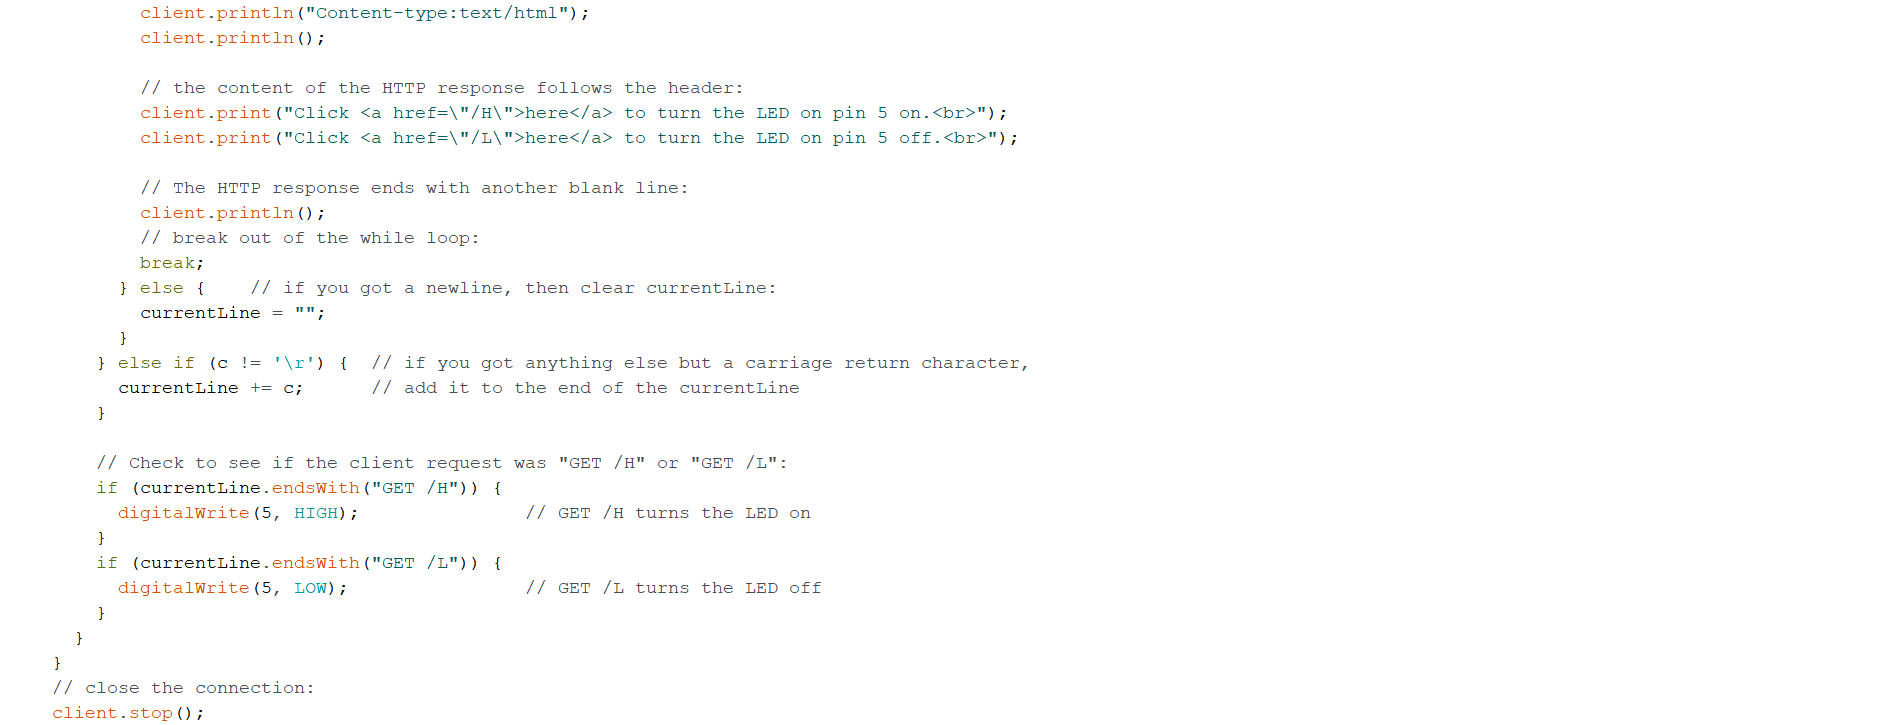 client.println("Content-type:text/html");
client.println();
// the content of the HTTP response follows the header:
client.print("Click <a href=\"/H\">here</a> to turn the LED on pin 5 on.<br>");
client.print("Click <a href=\"/L\">here</a> to turn the LED on pin 5 off.<br>");
// The HTTP response ends with another blank line:
client.println();
// break out of the while loop:
break;
} else {    // if you got a newline, then clear currentLine:
currentLine = "";
}
} else if (c != '\r') {  // if you got anything else but a carriage return character,
currentLine += c;      // add it to the end of the currentLine
}
// Check to see if the client request was "GET /H" or "GET /L":
if (currentLine.endsWith("GET /H")) {
digitalWrite(5, HIGH);               // GET /H turns the LED on
}
if (currentLine.endsWith("GET /L")) {
digitalWrite(5, LOW);                // GET /L turns the LED off
}
}
}
// close the connection:
client.stop();